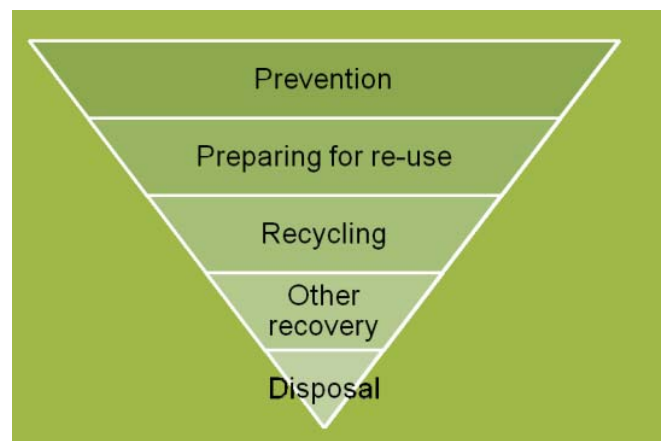 Prevention
Preparing for re-use
Recycling
Other
recovery
Disposal